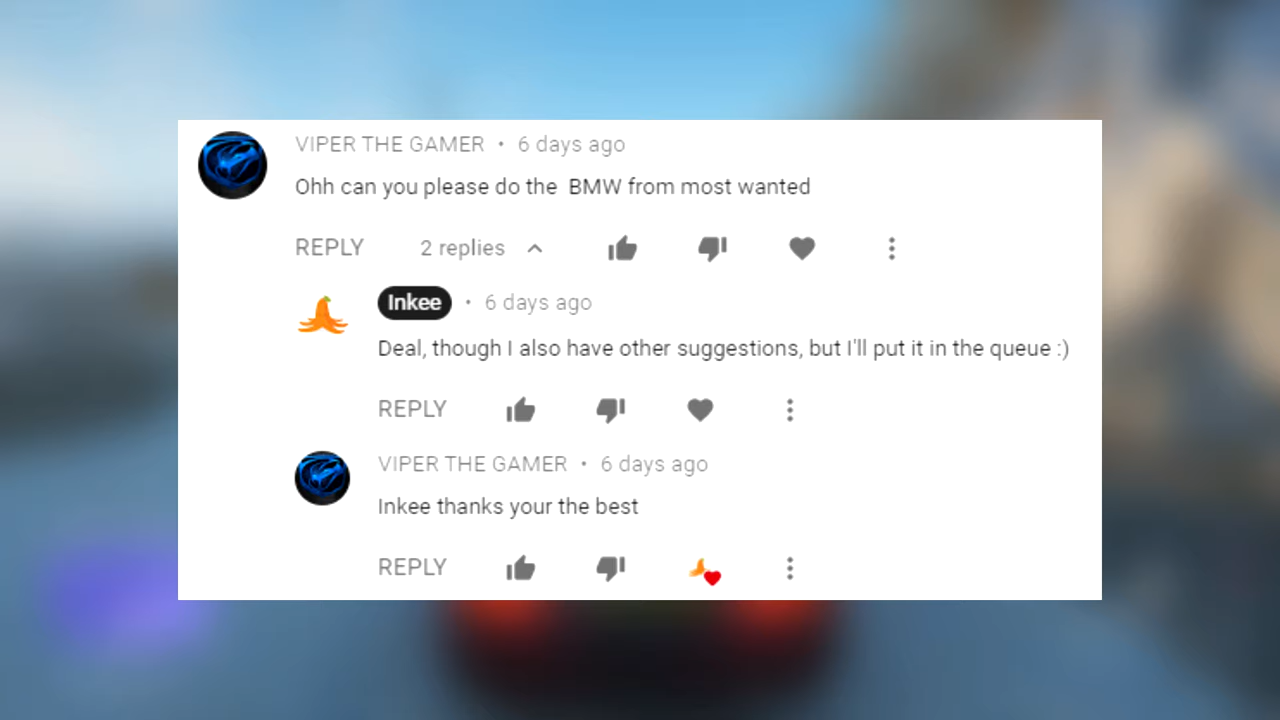 VIPER THE GAMER • 6 days ago
Ohh can you please do the  BMW from most wanted
REPLY 2 replies
Inkee • 6 days ago
Deal, though I also have other suggestions, but I'll put it in the queue :)
REPLY
VIPER THE GAMER • 6 days ago
Inkee thanks your the best
REPLY